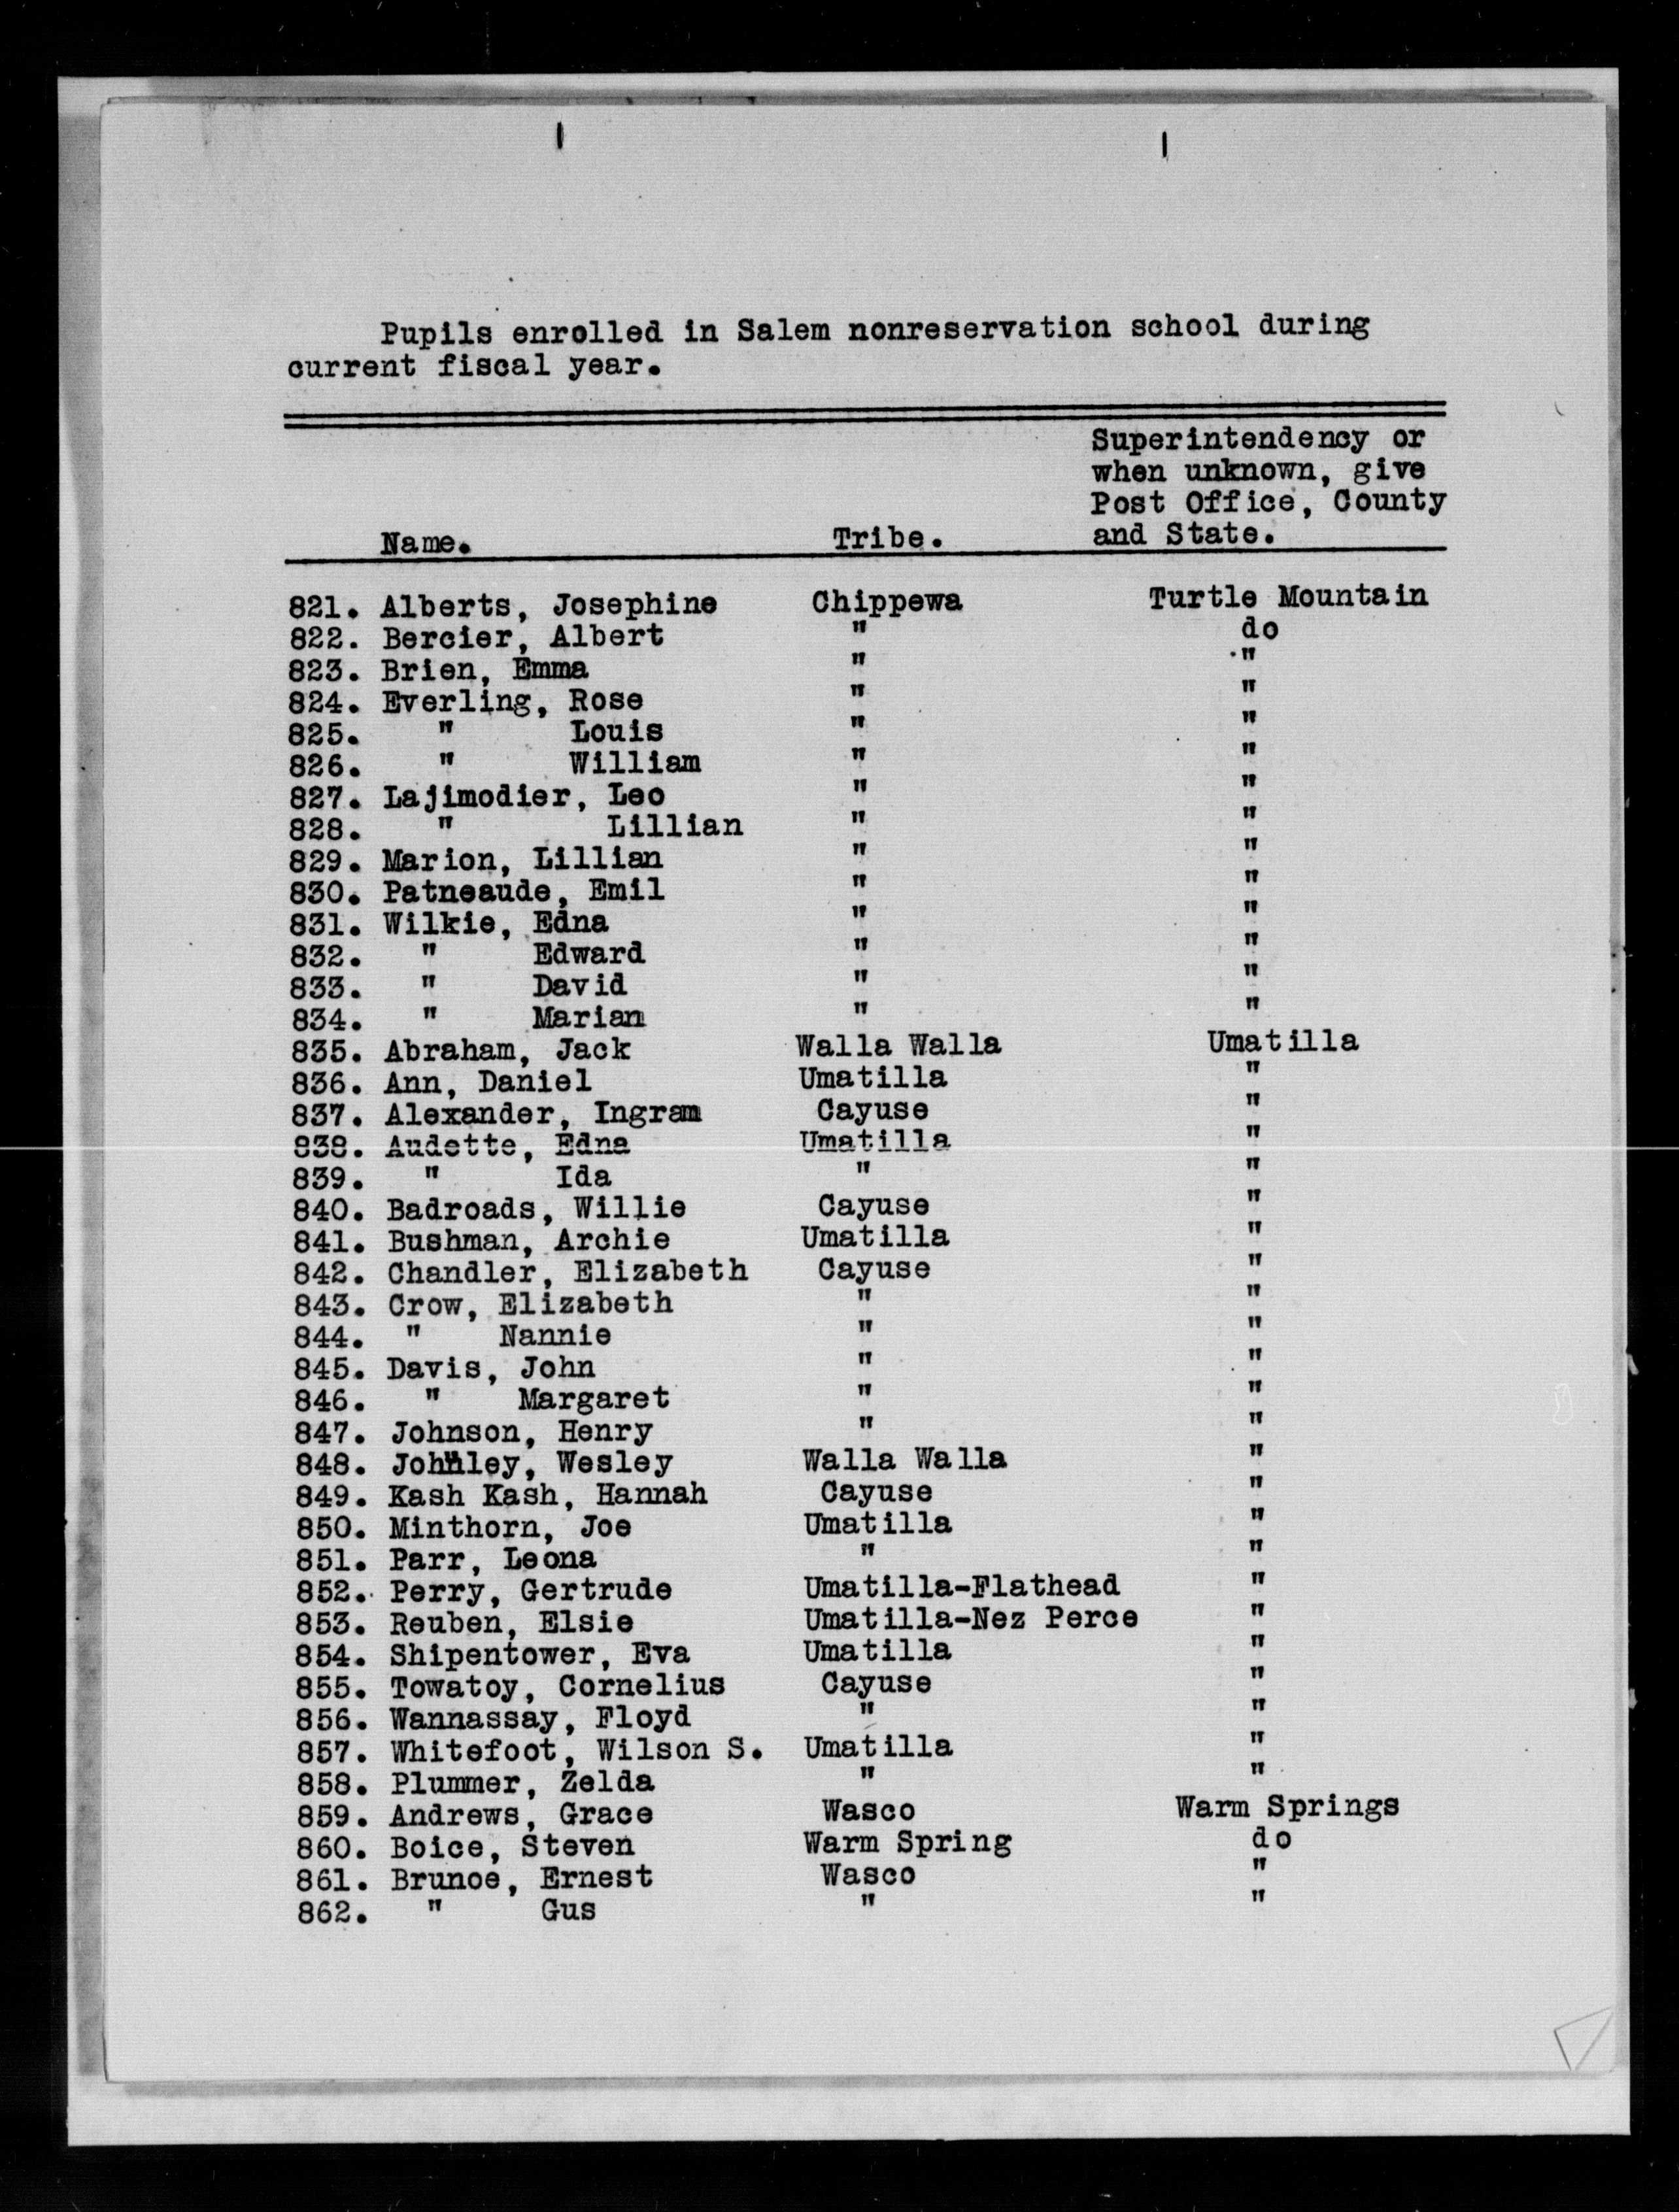 Pupils enrolled in Salem nonreservation school during
current fiscal year.
Superintendency or
when unknown, give
Post Office, County
Name. Tribe. and State.
821. Alberts, Josephine Chippewa Turtle Mountain
822. Bercier, Albert " do
823. Brien, Emma " "
824. Everling, Rose " "
825. " Louis " "
826. " William " "
827. Lajimodier, Leo " "
828. " Lillian " "
829. Marion, Lillian " "
830. Patneaude, Emil " "
831. Wilkie, Edna " "
832. " Edward " "
833. " David " "
834. " Marian " "
835. Abraham, Jack Walla Walla Umatilla
836. Ann, Daniel Umatilla "
837. Alexander, Ingram Cayuse "
838. Audette, Edna Umatilla "
839. " Ida " "
840. Badroads, Willie Cayuse "
841. Bushman, Archie Umatilla "
842. Chandler, Elizabeth Cayuse "
843. Crow, Elizabeth " "
844. " Nannie " "
845. Davis, John " "
846. " Margaret " "
847. Johnson, Henry " "
848. Johnley, Wesley Walla Walla "
849. Kash Kash, Hannah Cayuse "
850. Minthorn, Joe Umatilla "
851. Parr, Leona " "
852. Perry, Gertrude Umatilla-Flathead "
853. Reuben, Elsie Umatilla-Nez Perce "
854. Shipentower, Eva Umatilla "
855. Towatoy, Cornelius Cayuse "
856. Wannassay, Floyd " "
857. Whitefoot, Wilson S. Umatilla "
858. Plummer, Zelda " "
859. Andrews, Grace Wasco Warm Springs
860. Boice, Steven Warm Spring do
861. Brunoe, Ernest Wasco "
862. " Gus " "